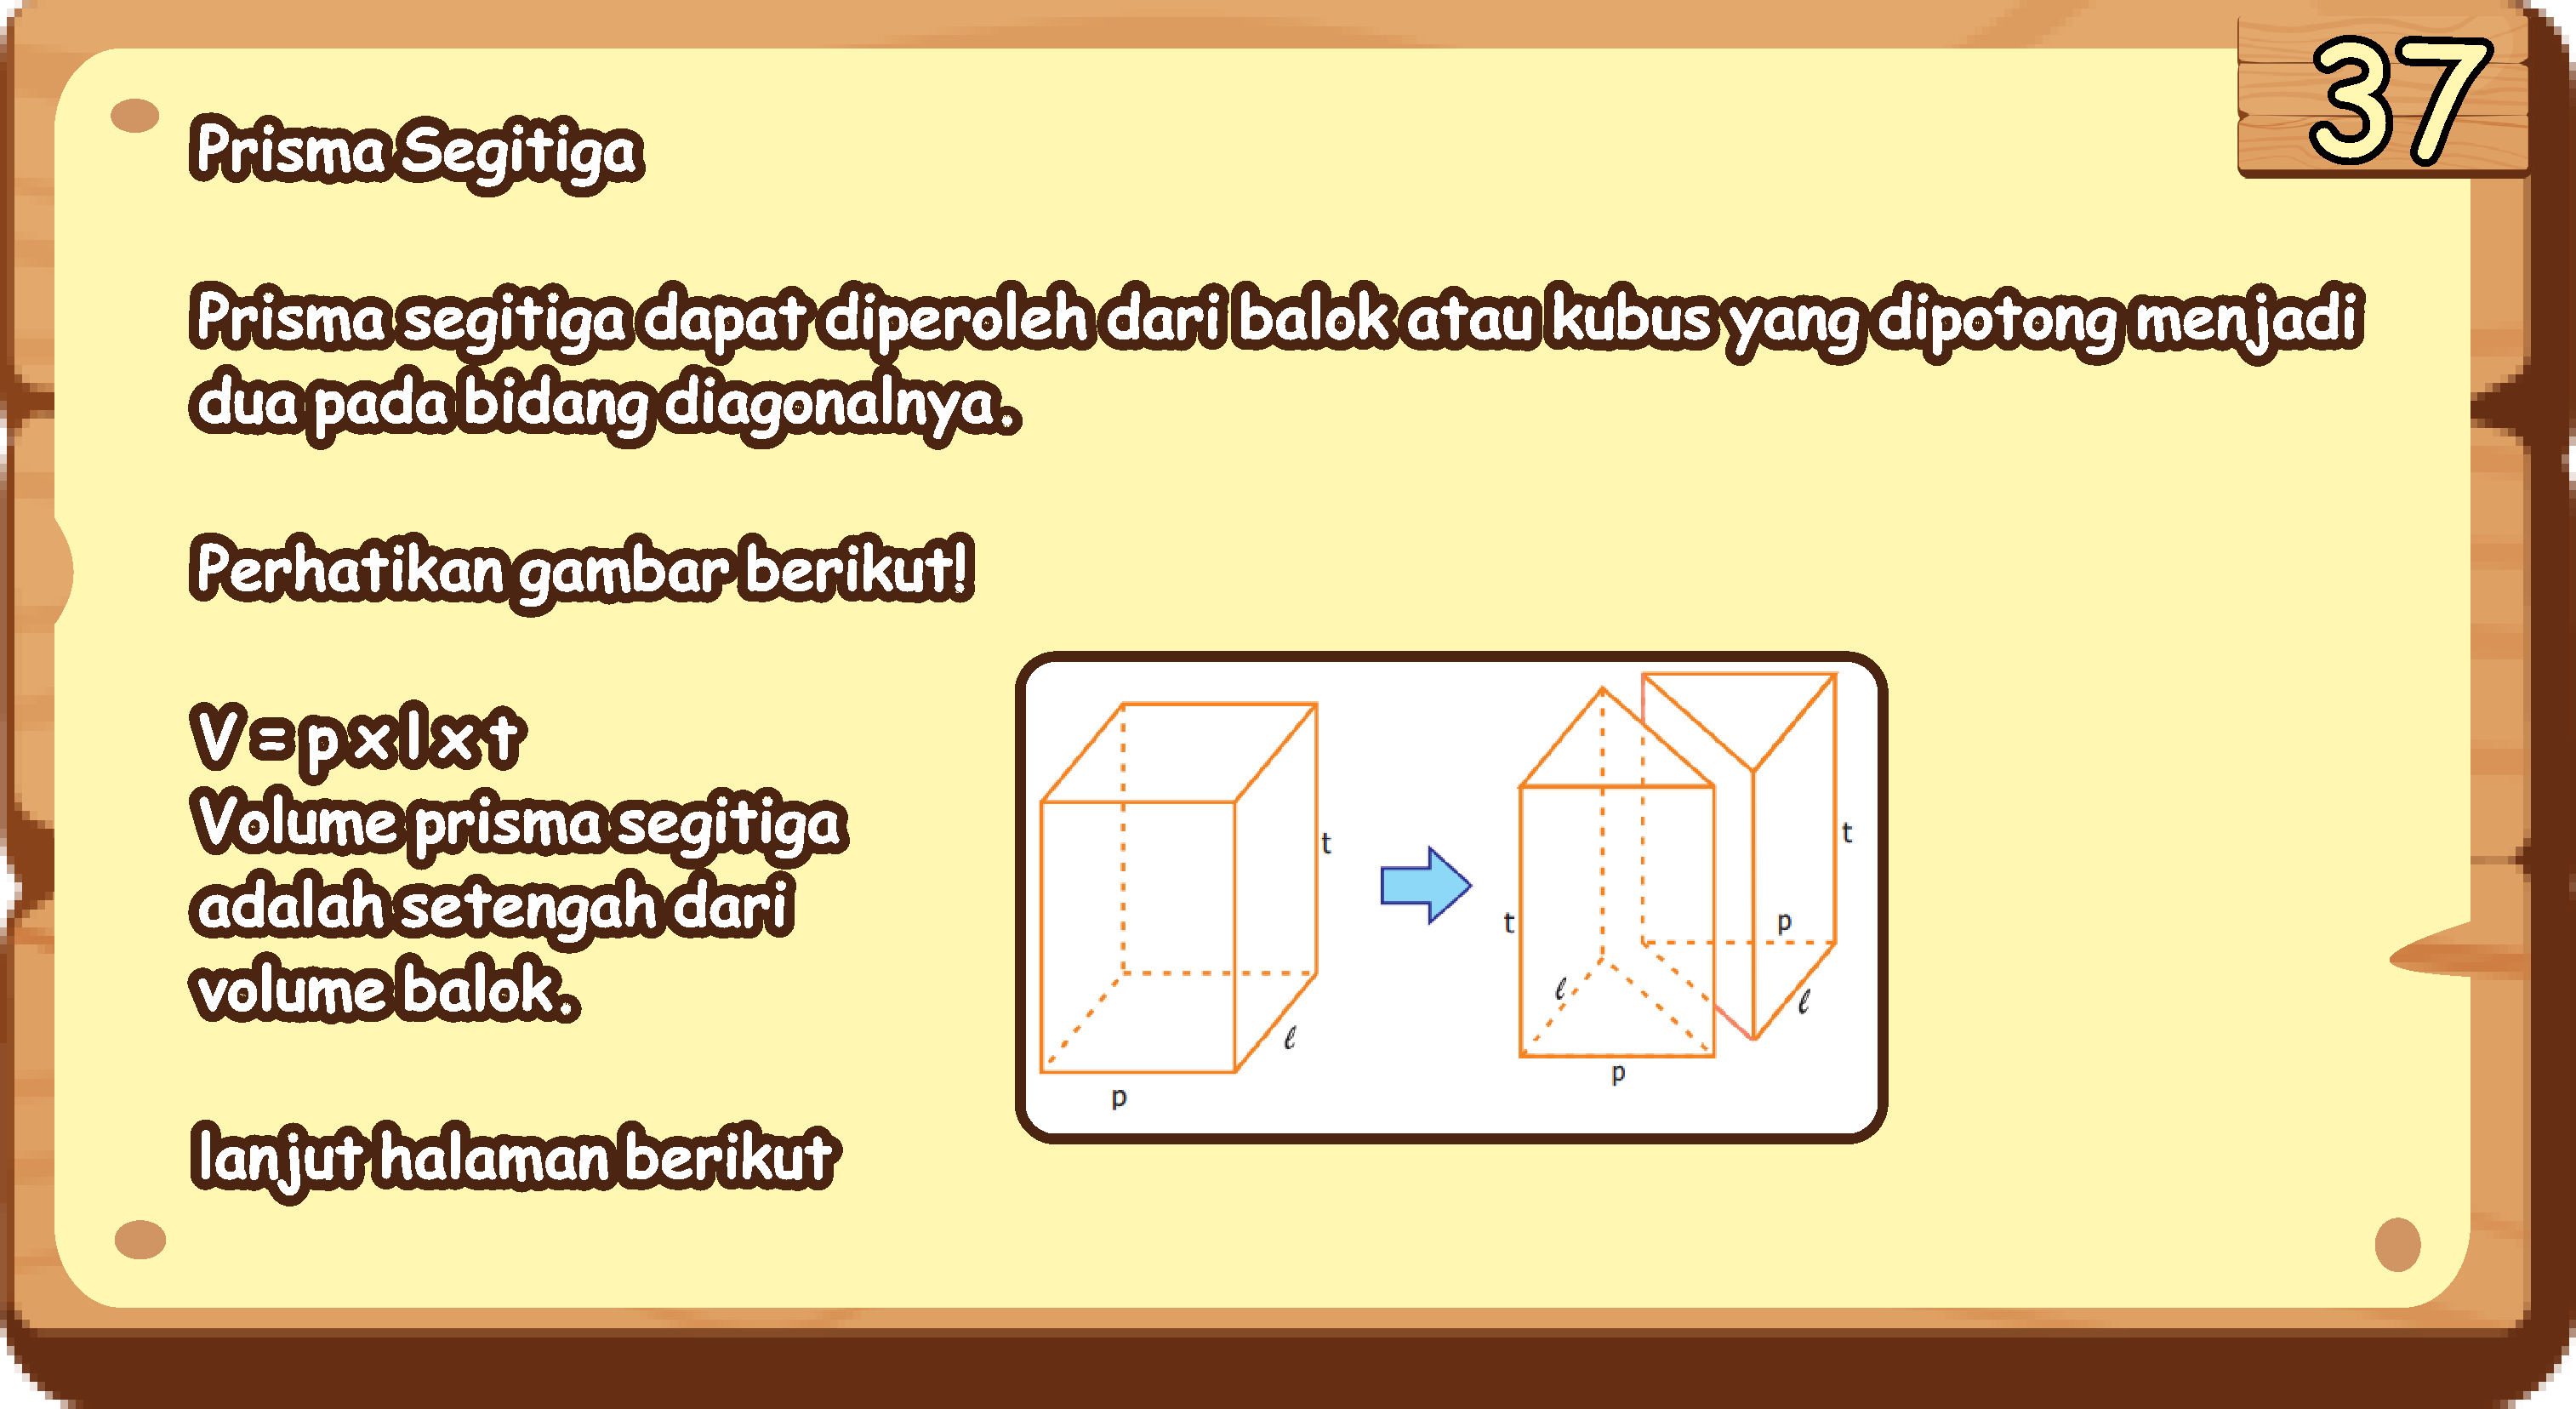 37
Prisma Segitiga
Prisma segitiga dapat diperoleh dari balok atau kubus yang dipotong menjadi
dua pada bidang diagonalnya.
Perhatikan gambar berikut!
V = p x l x t
Volume prisma segitiga
adalah setengah dari
volume balok.
lanjut halaman berikut
t
ℓ
p
t
t
p
ℓ
ℓ
p